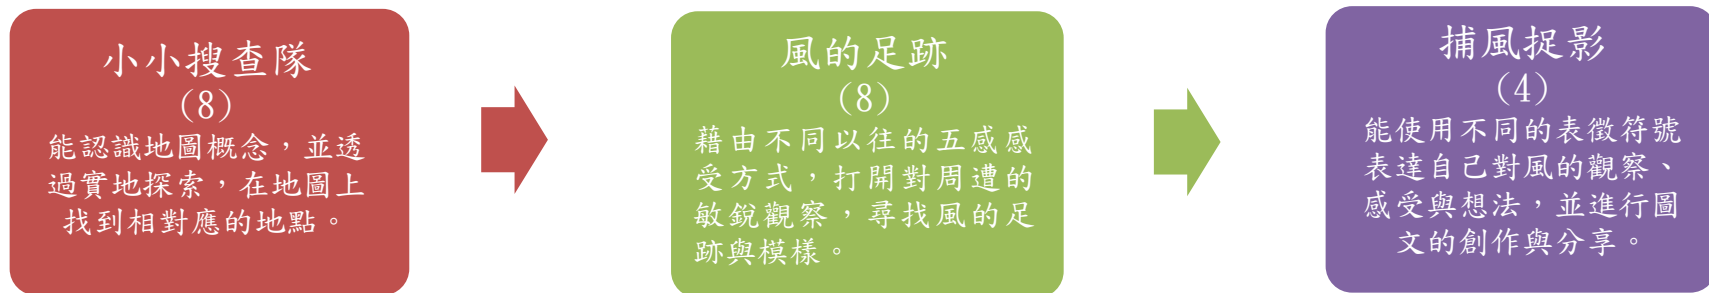 小小搜查隊
(8)
能認識地圖概念，並透
過實地探索，在地圖上
找到相對應的地點。
風的足跡
(8)
藉由不同以往的五感感
受方式，打開對周遭的
敏銳觀察，尋找風的足
跡與模樣。
捕風捉影
(4)
能使用不同的表徵符號
表達自己對風的觀察、
感受與想法，並進行圖
文的創作與分享。